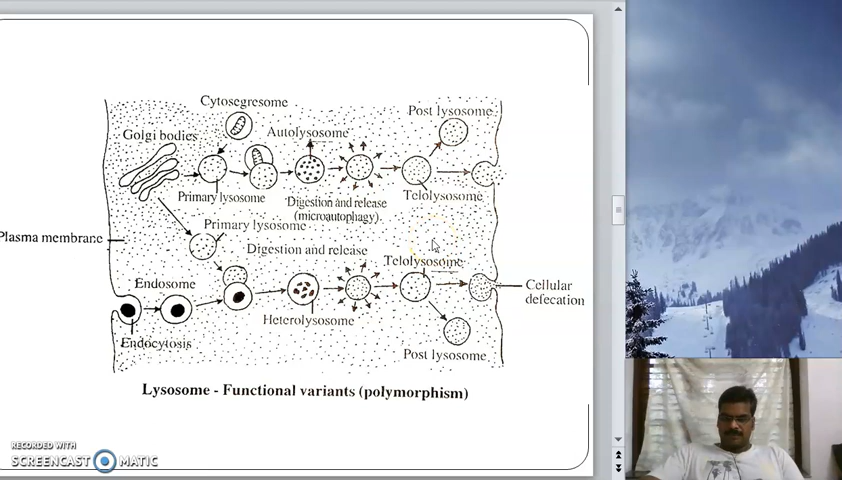 Cytosegresome
Post lysosome
Golgi bodies
Autolysosome
Primary lysosome
Digestion and release
(microautophagy).
Telolysosome
Plasma membrane
Primary lysosome
Digestion and release
Telolysosome
Endosome
Cellular
defecation
Heterolysosome
Endocytosis
Post lysosome
Lysosome - Functional variants (polymorphism)
RECORDED WITH
SCREENCAST MATIC